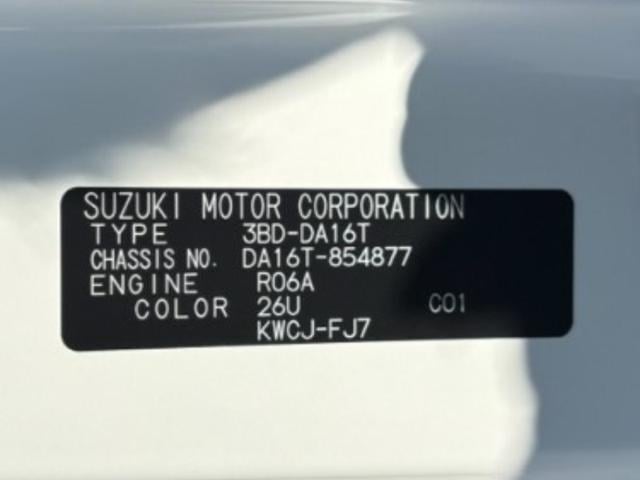 SUZUKI MOTOR CORPORATION
TYPE 3BD-DA16T
CHASSIS NO. DA16T-854877
ENGINE R06A
COLOR 26U C01
KWCJ-FJ7